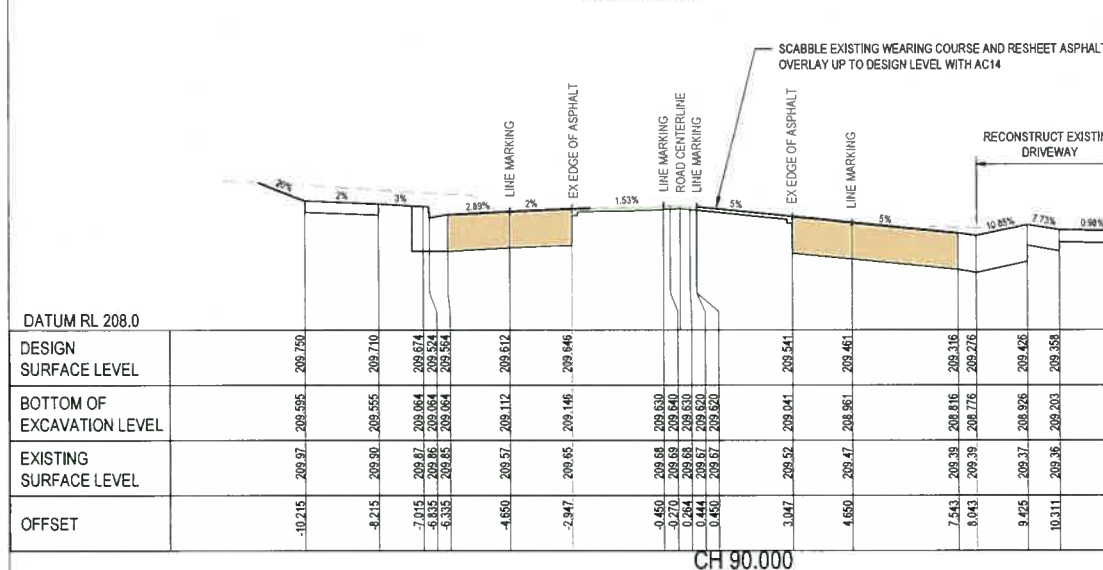 SCABBLE EXISTING WEARING COURSE AND RESHEET ASPHALT
OVERLAY UP TO DESIGN LEVEL WITH AC14
RECONSTRUCT EXISTIN
DRIVEWAY
LINE MARKING
EX EDGE OF ASPHALT
LINE MARKING
ROAD CENTERLINE
LINE MARKING
EX EDGE OF ASPHALT
LINE MARKING
20% 2% 3% 2.89% 2% 1.53% 5% 5% 10.85% 7.73% 0.98%
DATUM RL 208.0
DESIGN
SURFACE LEVEL
209.750 209.710 209.674 209.524 209.564 209.612 209.646 209.541 209.461 209.316 209.276 209.426 209.358
BOTTOM OF
EXCAVATION LEVEL
209.595 209.555 209.064 209.064 209.064 209.112 209.146 209.630 209.640 209.630 209.620 209.620 209.041 208.961 208.816 208.776 208.926 209.203
EXISTING
SURFACE LEVEL
209.97 209.90 209.87 209.86 209.85 209.57 209.65 209.68 209.69 209.68 209.67 209.67 209.52 209.47 209.39 209.39 209.37 209.36
OFFSET
-10.215 -8.215 -7.015 -6.835 -6.335 -4.650 -2.947 -0.450 -0.270 0.264 0.444 0.450 3.047 4.650 7.543 8.043 9.425 10.311
CH 90.000